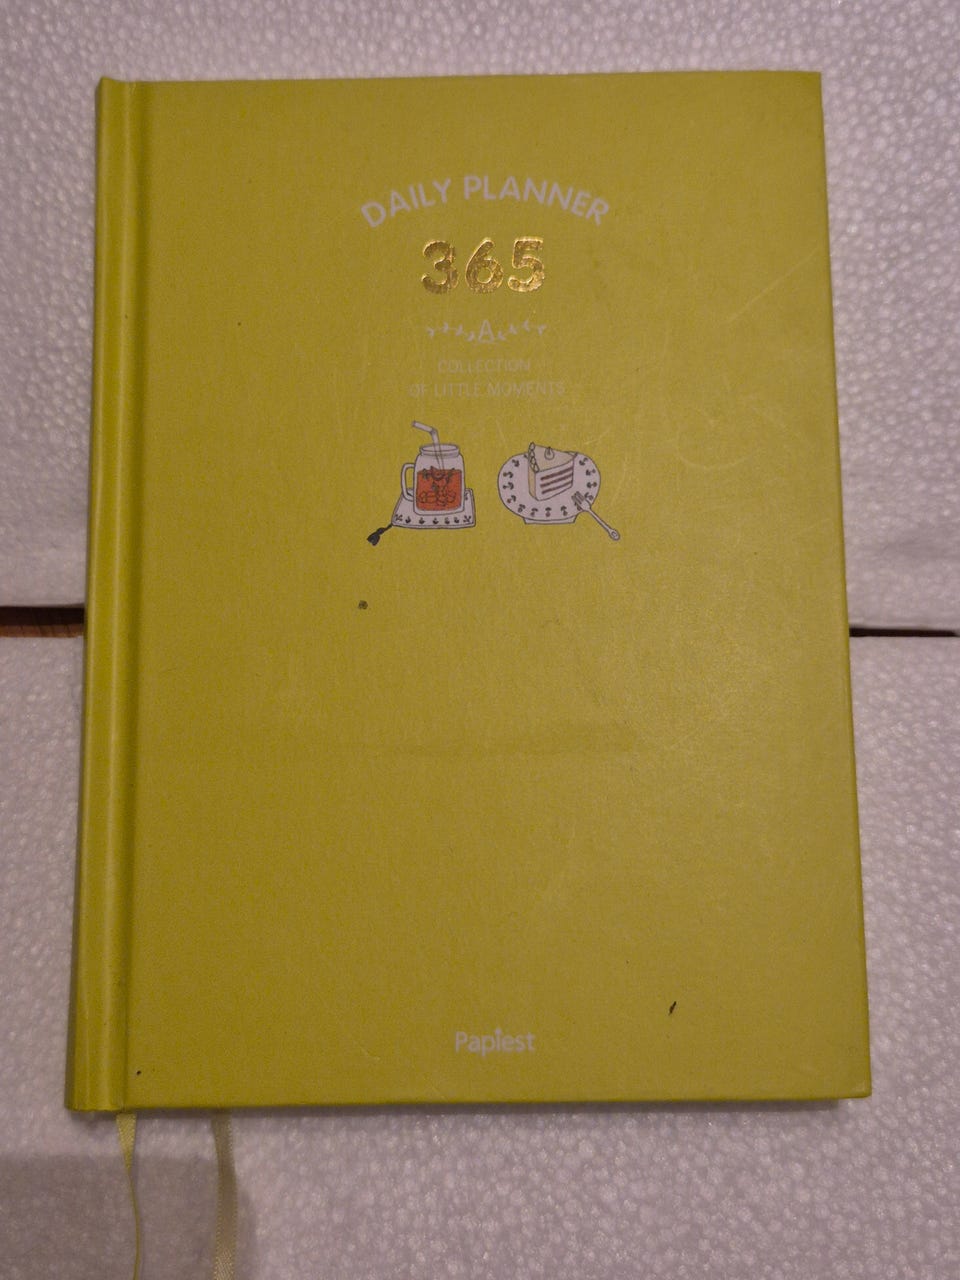 DAILY PLANNER
365
A
COLLECTION
OF LITTLE MOMENTS
Papiest